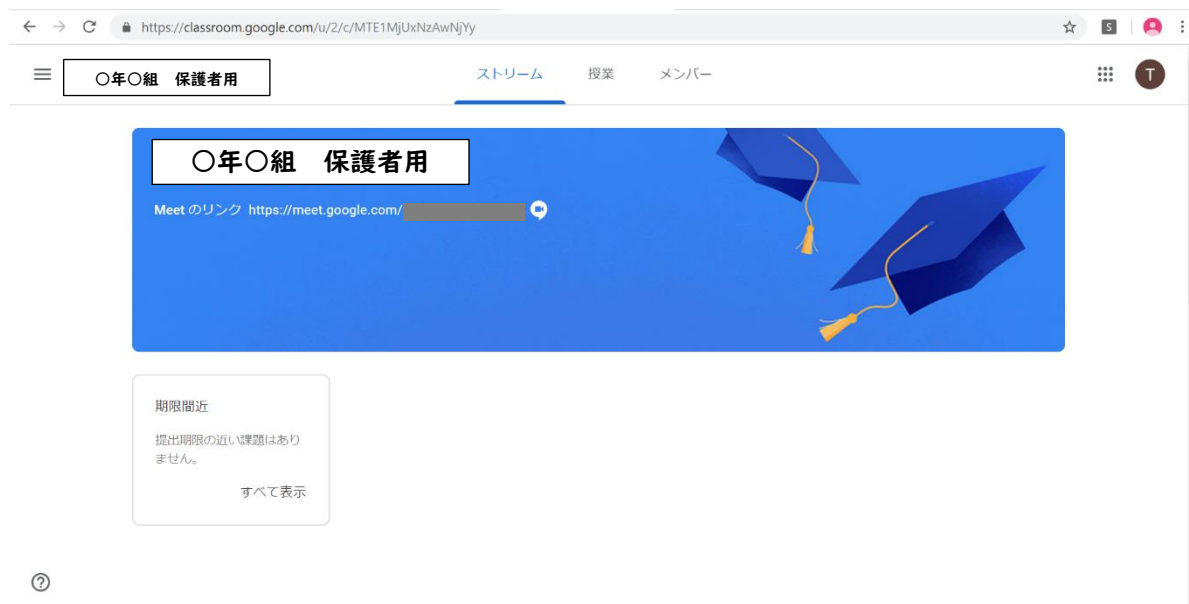 https://classroom.google.com/u/2/c/MTE1MjUxNzAwNjYy
S
〇年〇組 保護者用
ストリーム 授業 メンバー
T
〇年〇組 保護者用
Meet のリンク https://meet.google.com/
期限間近
提出期限の近い課題はあり
ません。
すべて表示